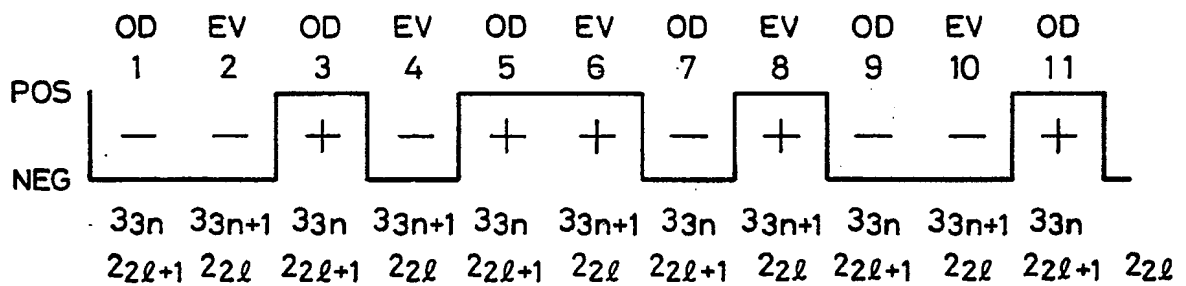 OD EV OD EV OD EV OD EV OD EV OD
1 2 3 4 5 6 7 8 9 10 11
POS
− − + − + + − + − − +
NEG
33n 33n+1 33n 33n+1 33n 33n+1 33n 33n+1 33n 33n+1 33n
22ℓ+1 22ℓ 22ℓ+1 22ℓ 22ℓ+1 22ℓ 22ℓ+1 22ℓ 22ℓ+1 22ℓ 22ℓ+1 22ℓ